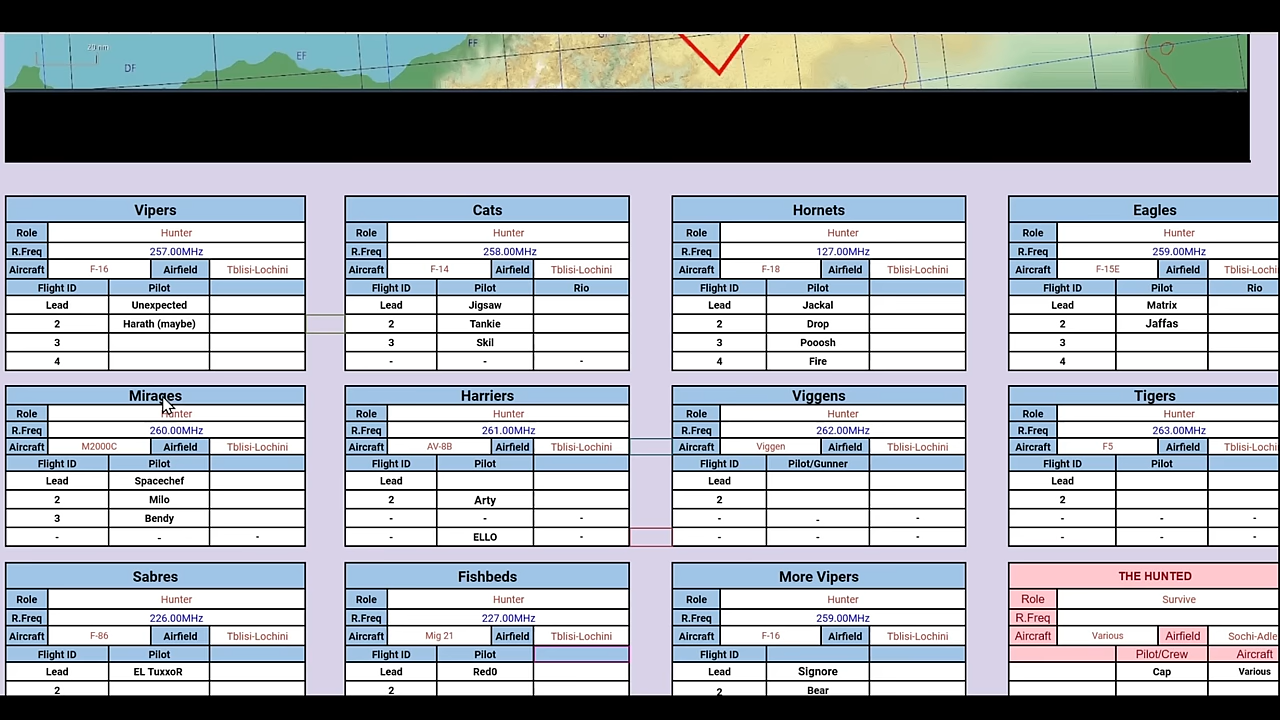 20 nm
DF
EF
FF
Vipers
Role Hunter
R.Freq 257.00MHz
Aircraft F-16 Airfield Tblisi-Lochini
Flight ID Pilot
Lead Unexpected
2 Harath (maybe)
3
4
Cats
Role Hunter
R.Freq 258.00MHz
Aircraft F-14 Airfield Tblisi-Lochini
Flight ID Pilot Rio
Lead Jigsaw
2 Tankie
3 Skil
- - -
Hornets
Role Hunter
R.Freq 127.00MHz
Aircraft F-18 Airfield Tblisi-Lochini
Flight ID Pilot
Lead Jackal
2 Drop
3 Pooosh
4 Fire
Eagles
Role Hunter
R.Freq 259.00MHz
Aircraft F-15E Airfield Tblisi-Lochini
Flight ID Pilot Rio
Lead Matrix
2 Jaffas
3
4
Mirages
Role Hunter
R.Freq 260.00MHz
Aircraft M2000C Airfield Tblisi-Lochini
Flight ID Pilot
Lead Spacechef
2 Milo
3 Bendy
- - -
Harriers
Role Hunter
R.Freq 261.00MHz
Aircraft AV-8B Airfield Tblisi-Lochini
Flight ID Pilot
Lead
2 Arty
- - -
- ELLO -
Viggens
Role Hunter
R.Freq 262.00MHz
Aircraft Viggen Airfield Tblisi-Lochini
Flight ID Pilot/Gunner
Lead
2
- - -
- - -
Tigers
Role Hunter
R.Freq 263.00MHz
Aircraft F5 Airfield Tblisi-Lochini
Flight ID Pilot
Lead
2
- - -
- - -
Sabres
Role Hunter
R.Freq 226.00MHz
Aircraft F-86 Airfield Tblisi-Lochini
Flight ID Pilot
Lead EL TuxxoR
2
Fishbeds
Role Hunter
R.Freq 227.00MHz
Aircraft Mig 21 Airfield Tblisi-Lochini
Flight ID Pilot
Lead Red0
2
More Vipers
Role Hunter
R.Freq 259.00MHz
Aircraft F-16 Airfield Tblisi-Lochini
Flight ID
Lead Signore
2 Bear
THE HUNTED
Role Survive
R.Freq
Aircraft Various Airfield Sochi-Adle
Pilot/Crew Aircraft
Cap Various